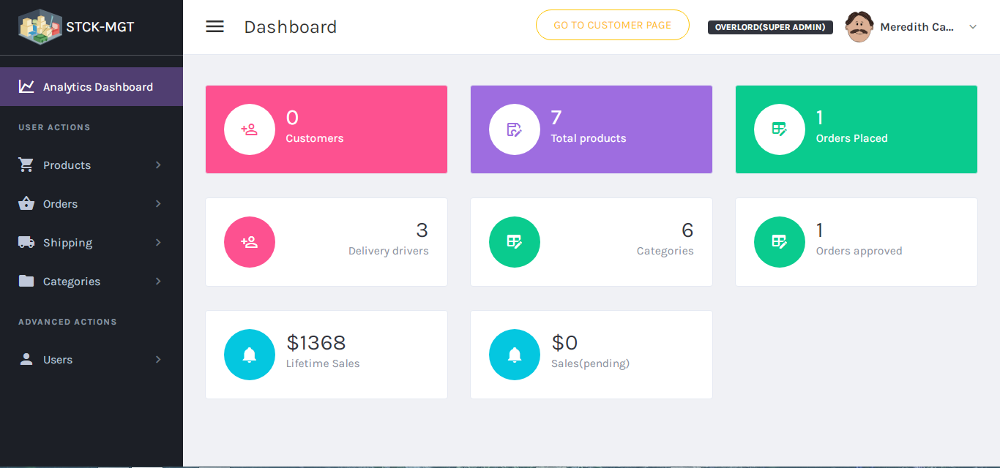 STCK-MGT
Dashboard
GO TO CUSTOMER PAGE
OVERLORD(SUPER ADMIN)
Meredith Ca...
Analytics Dashboard
USER ACTIONS
Products
Orders
Shipping
Categories
ADVANCED ACTIONS
Users
0
Customers
7
Total products
1
Orders Placed
3
Delivery drivers
6
Categories
1
Orders approved
$1368
Lifetime Sales
$0
Sales(pending)